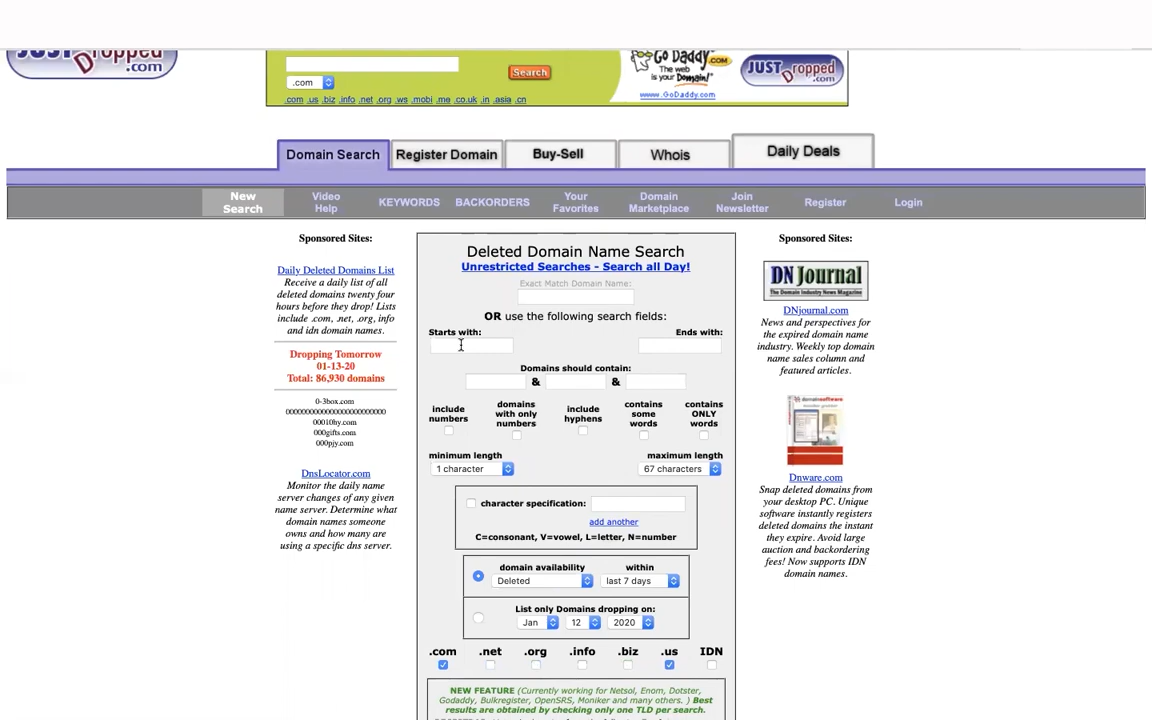 JUST Dropped
.com
GoDaddy.COM
The web
is your Domain!
www.GoDaddy.com
JUST Dropped
.com
Search
.com
.com .us .biz .info .net .org .ws .mobi .me .co.uk .in .asia .cn
Domain Search
Register Domain
Buy-Sell
Whois
Daily Deals
New
Search
Video
Help
KEYWORDS
BACKORDERS
Your
Favorites
Domain
Marketplace
Join
Newsletter
Register
Login
Sponsored Sites:
Daily Deleted Domains List
Receive a daily list of all
deleted domains twenty four
hours before they drop! Lists
include .com, .net, .org, info
and idn domain names.
Dropping Tomorrow
01-13-20
Total: 86,930 domains
0-3box.com
00010hy.com
000gifts.com
000pjy.com
DnsLocator.com
Monitor the daily name
server changes of any given
name server. Determine what
domain names someone
owns and how many are
using a specific dns server.
Deleted Domain Name Search
Unrestricted Searches - Search all Day!
Exact Match Domain Name:
OR use the following search fields:
Starts with:
Ends with:
Domains should contain:
& &
include
numbers
domains
with only
numbers
include
hyphens
contains
some
words
contains
ONLY
words
minimum length
maximum length
1 character
67 characters
character specification:
add another
C=consonant, V=vowel, L=letter, N=number
domain availability
within
Deleted
last 7 days
List only Domains dropping on:
Jan
12
2020
.com .net .org .info .biz .us IDN
NEW FEATURE (Currently working for Netsol, Enom, Dotster,
Godaddy, Bulkregister, OpenSRS, Moniker and many others. ) Best
results are obtained by checking only one TLD per search.
Sponsored Sites:
DN Journal
The Domain Industry News Magazine
DNjournal.com
News and perspectives for
the expired domain name
industry. Weekly top domain
name sales column and
featured articles.
Dnware.com
Snap deleted domains from
your desktop PC. Unique
software instantly registers
deleted domains the instant
they expire. Avoid large
auction and backordering
fees! Now supports IDN
domain names.